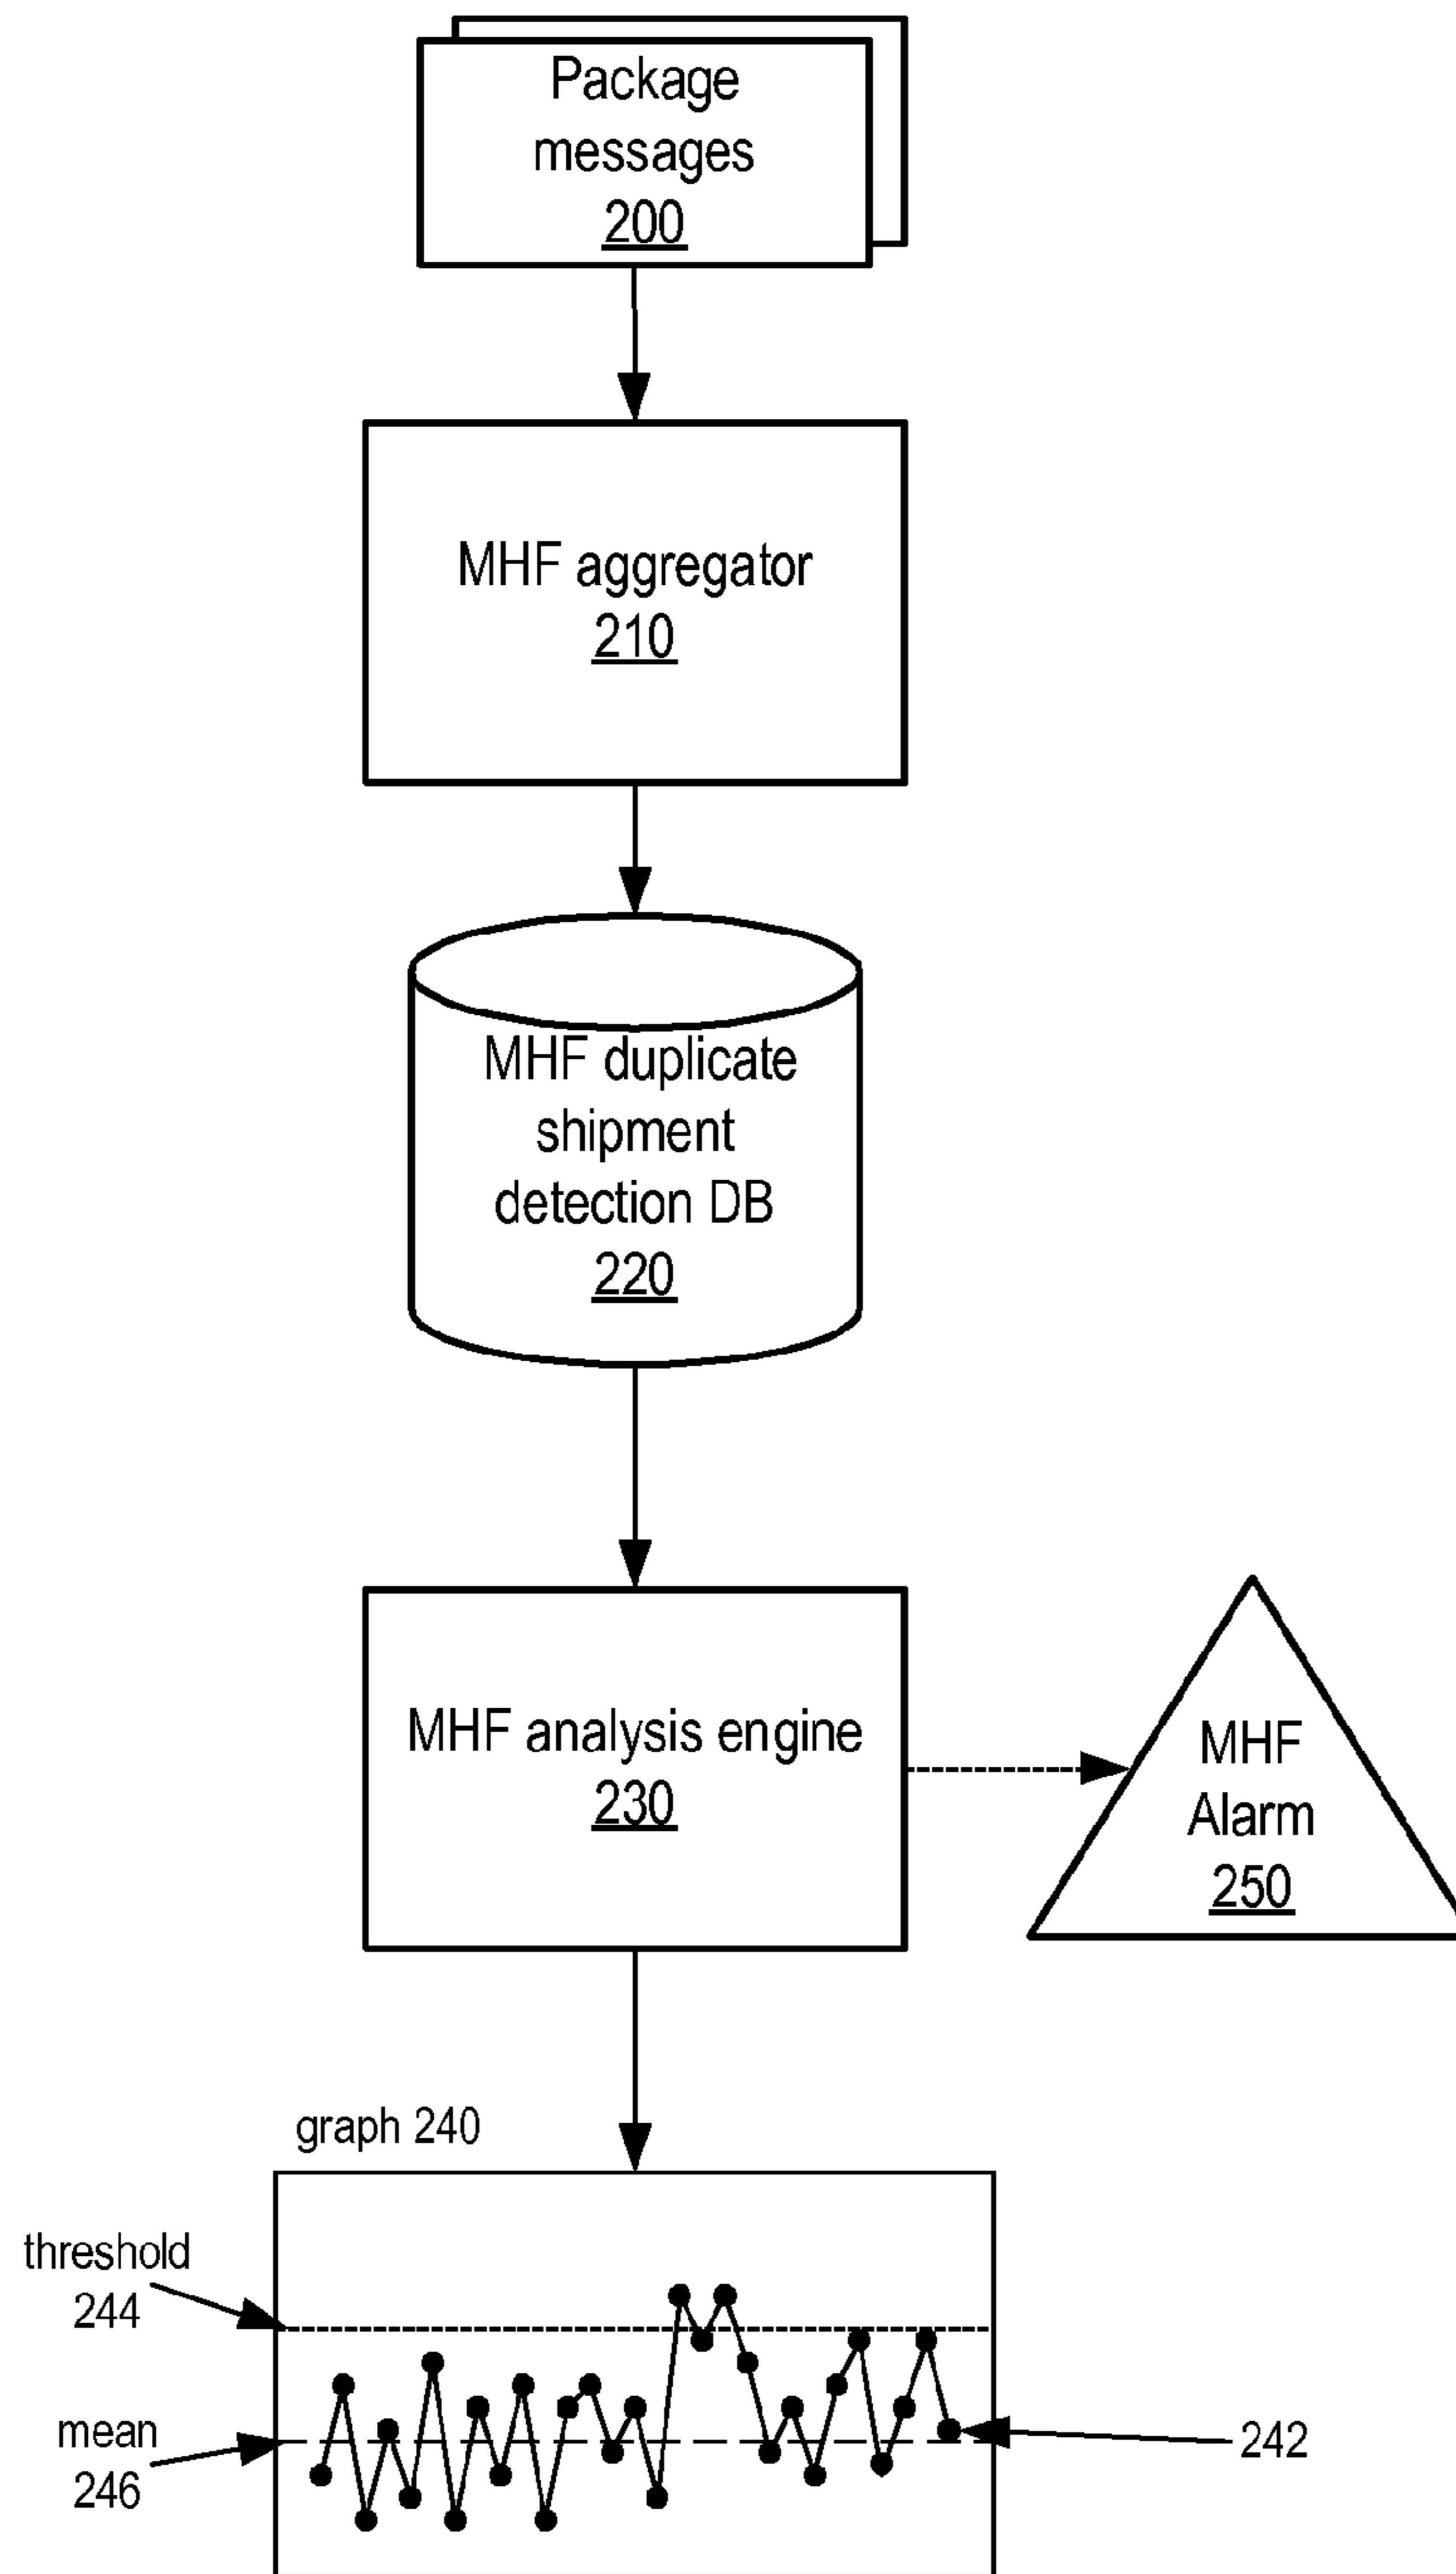 Package
messages
200
MHF aggregator
210
MHF duplicate
shipment
detection DB
220
MHF analysis engine
230
MHF
Alarm
250
graph 240
threshold
244
mean
246
242